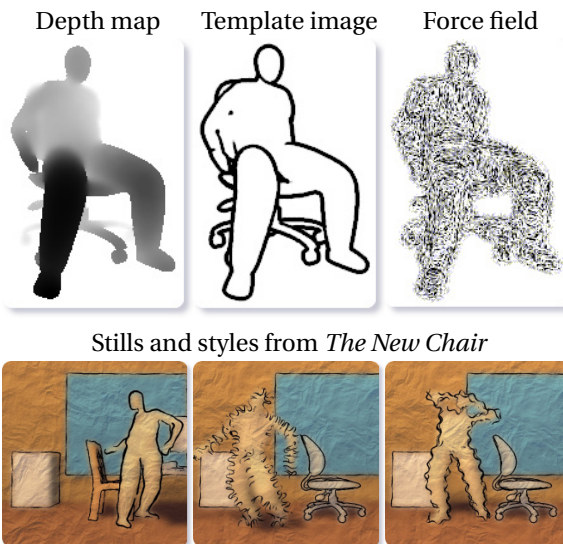 Depth map Template image Force field
Stills and styles from The New Chair